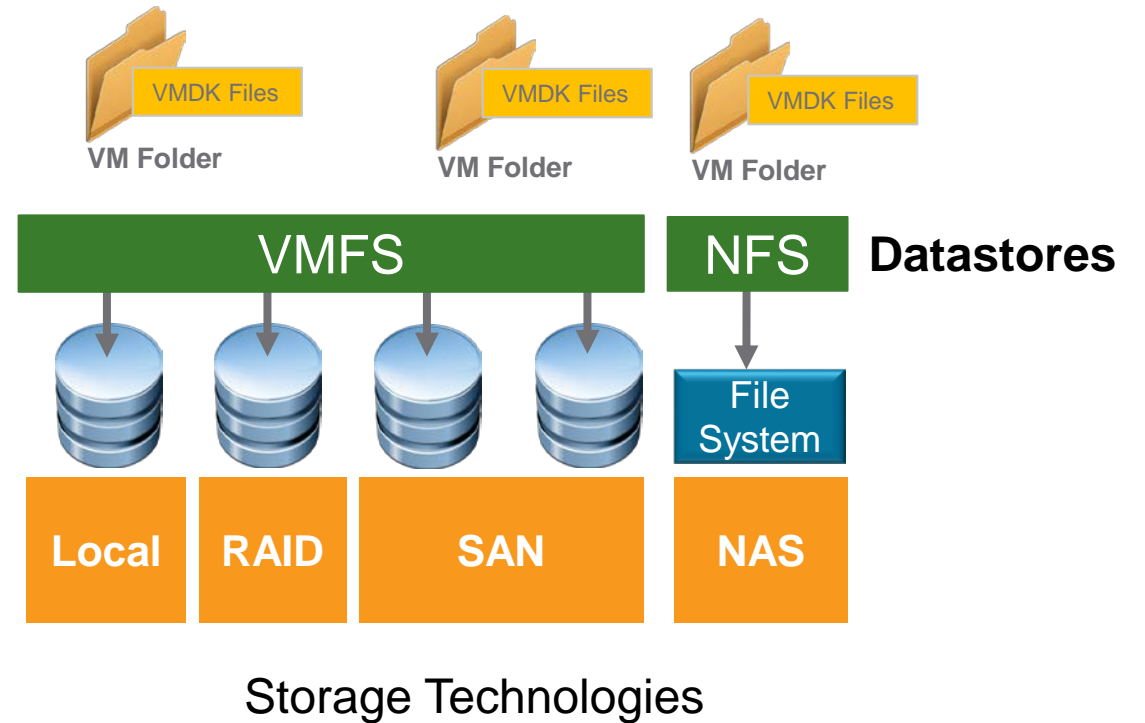 VMDK Files
VM Folder
VMDK Files
VM Folder
VMDK Files
VM Folder
VMFS
NFS
Datastores
File
System
Local
RAID
SAN
NAS
Storage Technologies